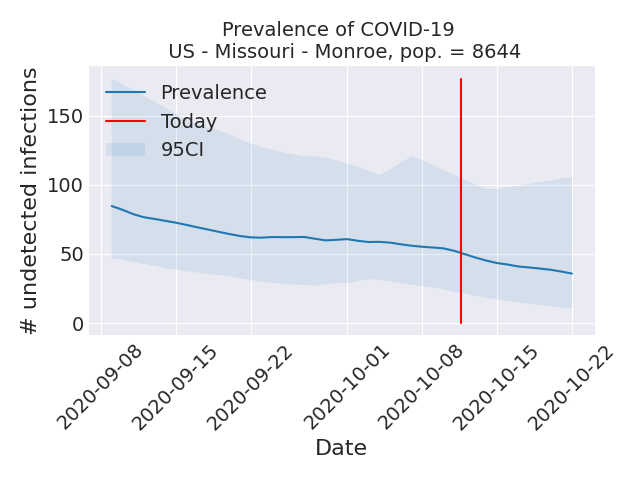 Prevalence of COVID-19
US - Missouri - Monroe, pop. = 8644
# undetected infections
150
100
50
0
Prevalence
Today
95CI
2020-09-08
2020-09-15
2020-09-22
2020-10-01
2020-10-08
2020-10-15
2020-10-22
Date